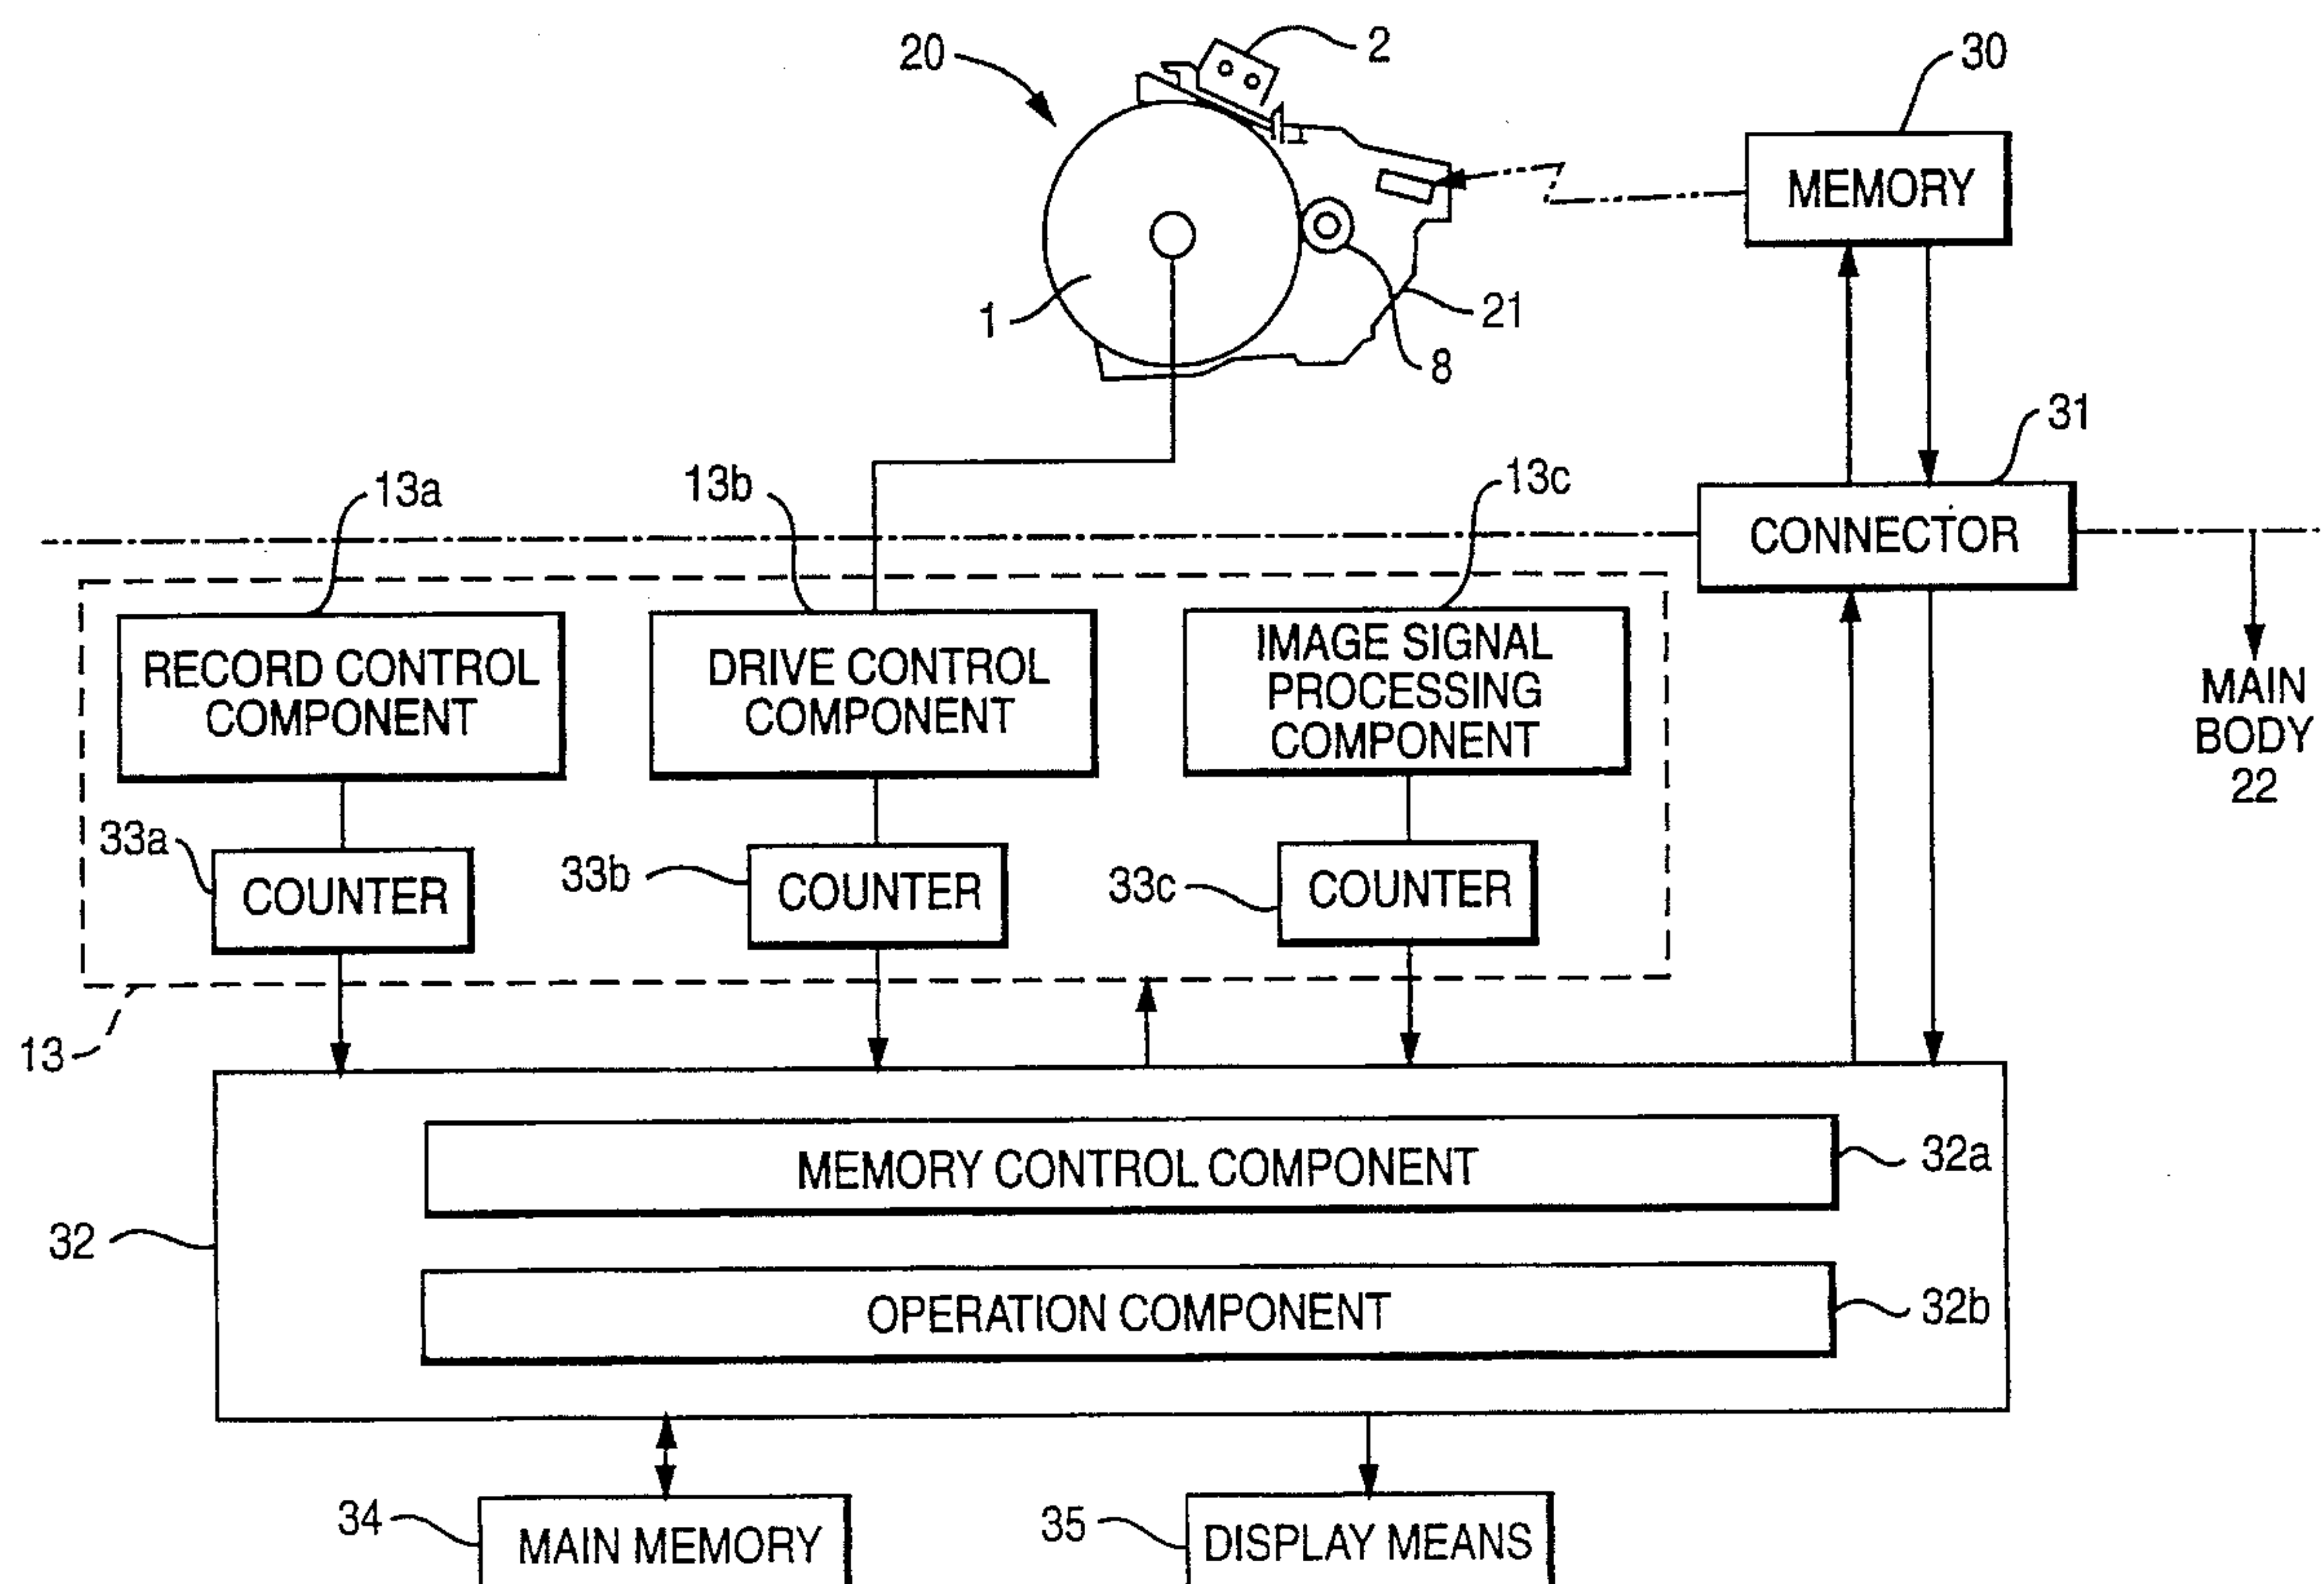 20
2
30
MEMORY
1
21
8
31
13a
13b
13c
CONNECTOR
RECORD CONTROL
COMPONENT
DRIVE CONTROL
COMPONENT
IMAGE SIGNAL
PROCESSING
COMPONENT
MAIN
BODY
22
33a
COUNTER
33b
COUNTER
33c
COUNTER
13
MEMORY CONTROL COMPONENT
32a
32
OPERATION COMPONENT
32b
34
MAIN MEMORY
35
DISPLAY MEANS